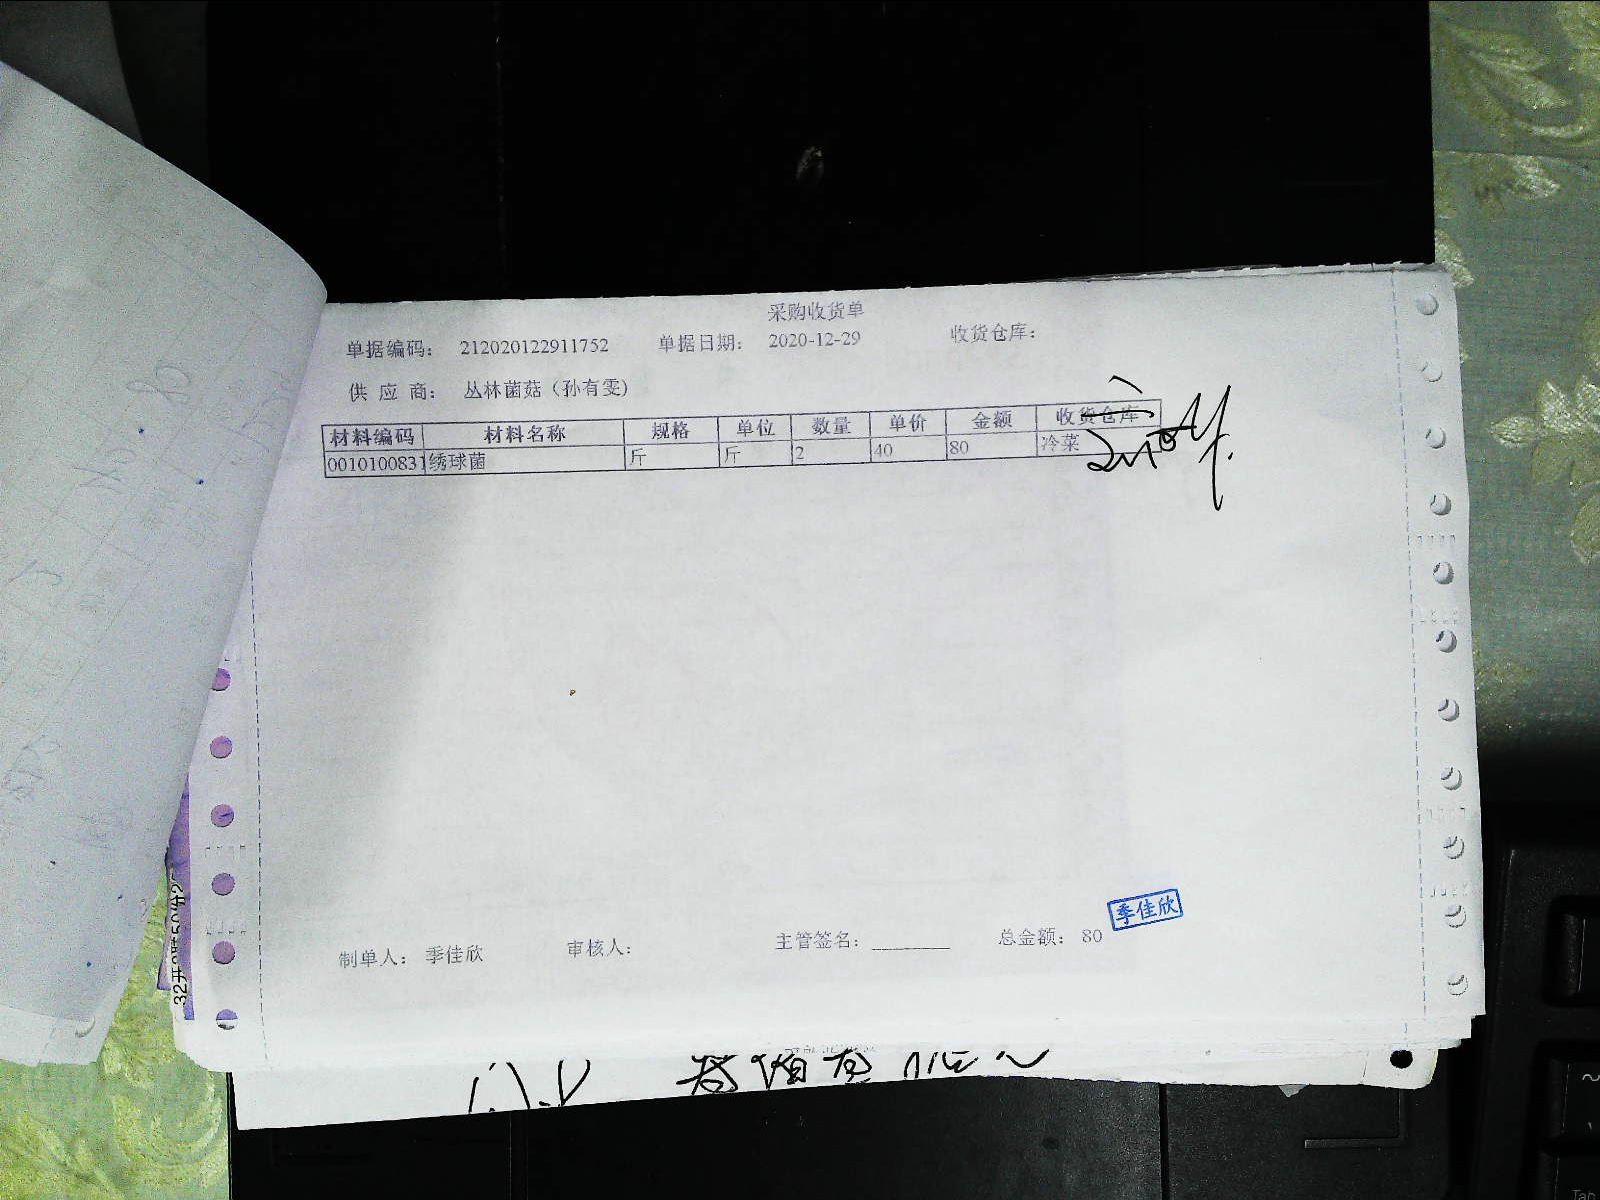 采购收货单
单据编码： 212020122911752 单据日期： 2020-12-29 收货仓库：
供 应 商： 丛林菌菇（孙有雯）
材料编码 材料名称 规格 单位 数量 单价 金额 收货仓库
0010100831 绣球菌 斤 斤 2 40 80 冷菜
季佳欣
制单人： 季佳欣 审核人： 主管签名： 总金额： 80